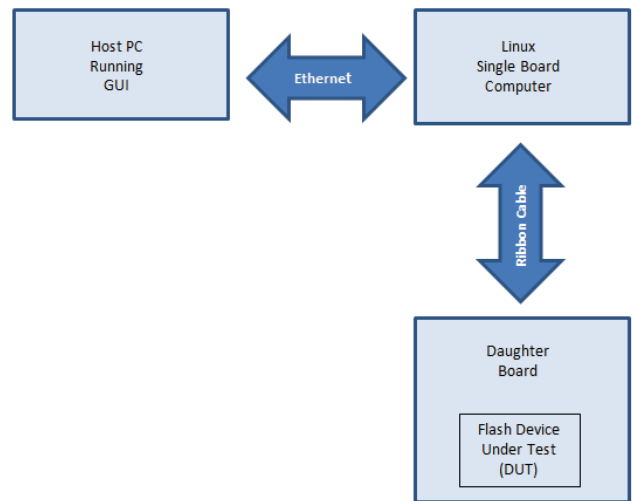 Host PC
Running
GUI
Ethernet
Linux
Single Board
Computer
Ribbon Cable
Daughter
Board
Flash Device
Under Test
(DUT)